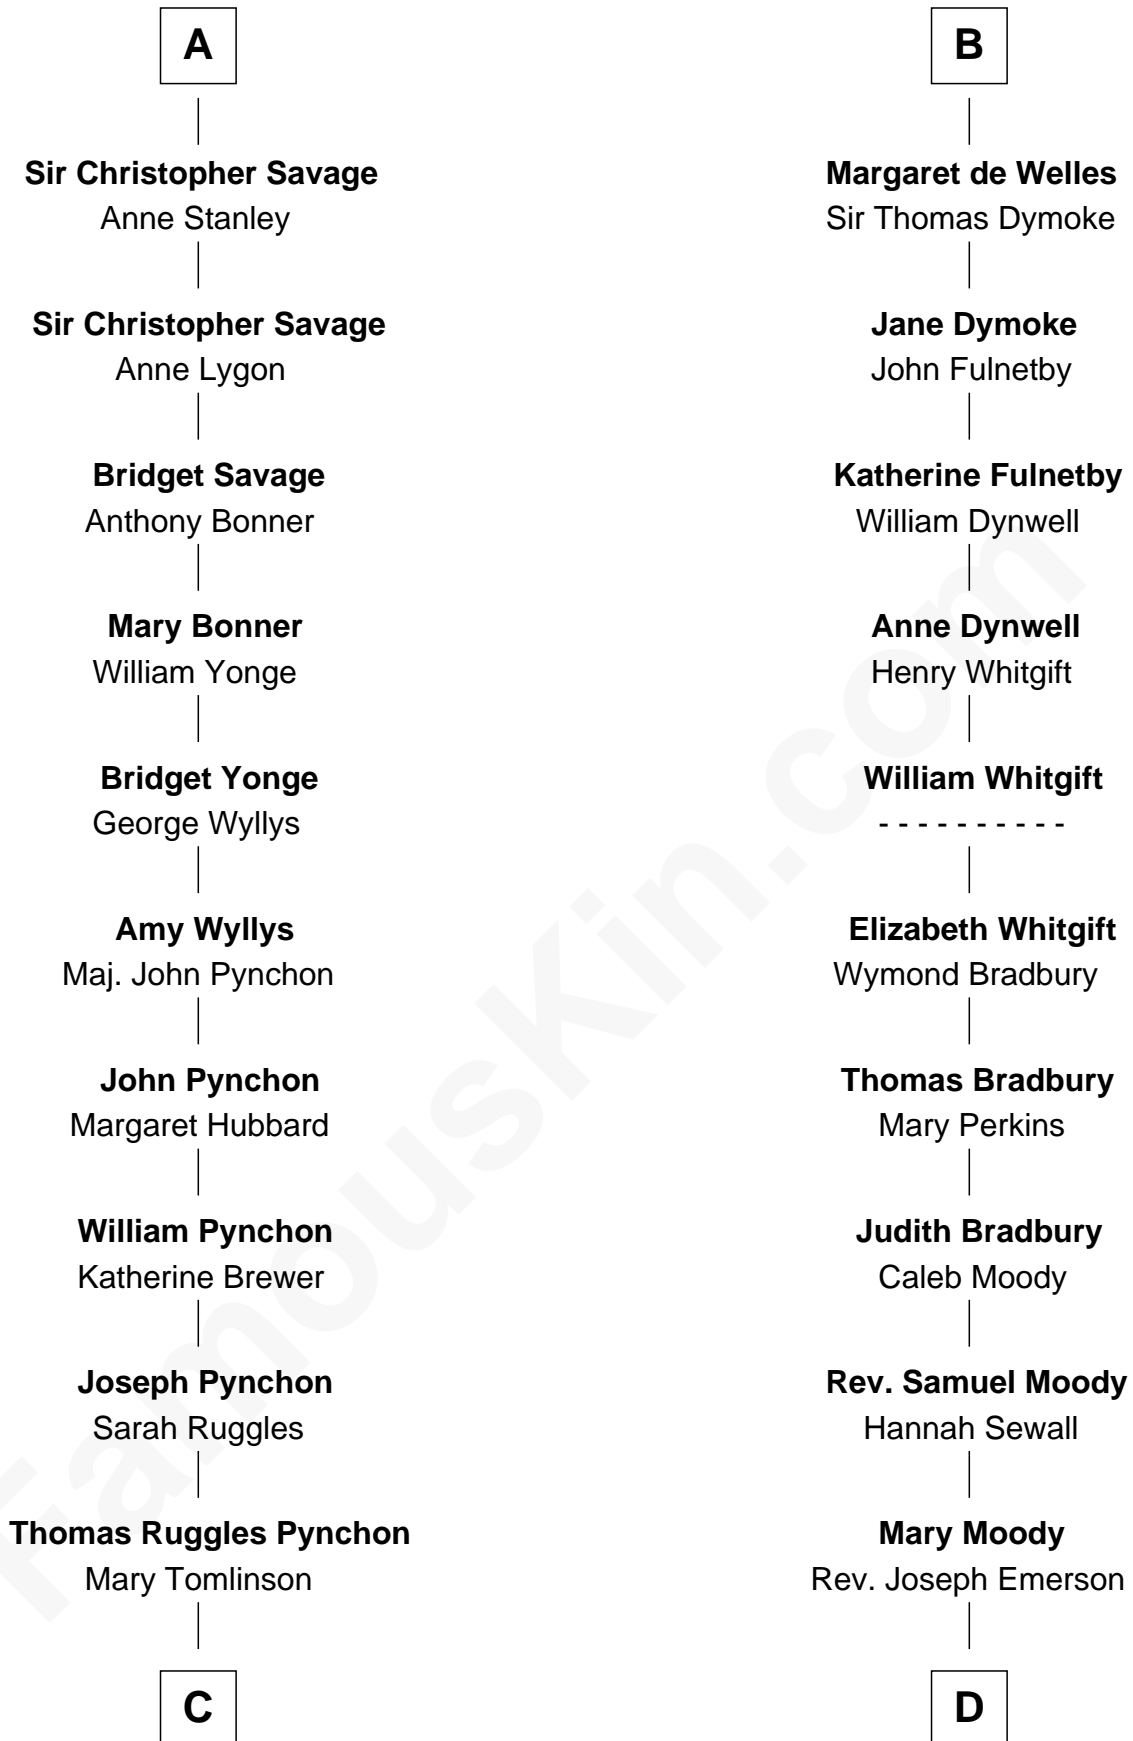 A
Sir Christopher Savage
Anne Stanley
Sir Christopher Savage
Anne Lygon
Bridget Savage
Anthony Bonner
Mary Bonner
William Yonge
Bridget Yonge
George Wyllys
Amy Wyllys
Maj. John Pynchon
John Pynchon
Margaret Hubbard
William Pynchon
Katherine Brewer
Joseph Pynchon
Sarah Ruggles
Thomas Ruggles Pynchon
Mary Tomlinson
C
B
Margaret de Welles
Sir Thomas Dymoke
Jane Dymoke
John Fulnetby
Katherine Fulnetby
William Dynwell
Anne Dynwell
Henry Whitgift
William Whitgift
- - - - - - - - - -
Elizabeth Whitgift
Wymond Bradbury
Thomas Bradbury
Mary Perkins
Judith Bradbury
Caleb Moody
Rev. Samuel Moody
Hannah Sewall
Mary Moody
Rev. Joseph Emerson
D
FamousKin.com